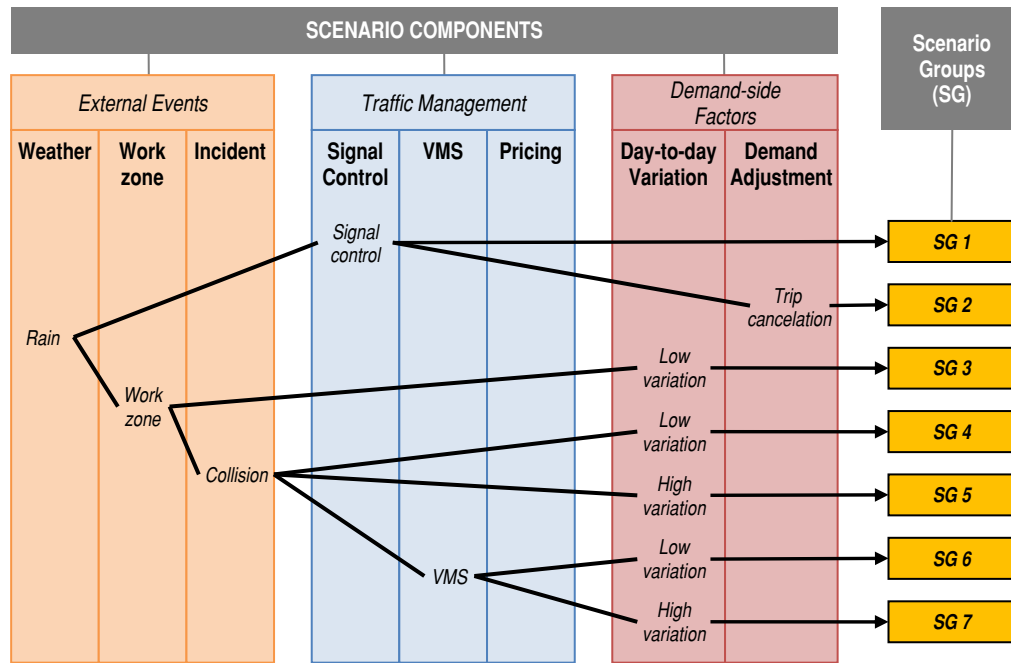 SCENARIO COMPONENTS
Scenario
Groups
(SG)
External Events
Traffic Management
Demand-side
Factors
Weather
Work
zone
Incident
Signal
Control
VMS
Pricing
Day-to-day
Variation
Demand
Adjustment
Signal
control
SG 1
Trip
cancelation
SG 2
Rain
Low
variation
SG 3
Work
zone
Low
variation
SG 4
Collision
High
variation
SG 5
Low
variation
SG 6
VMS
High
variation
SG 7